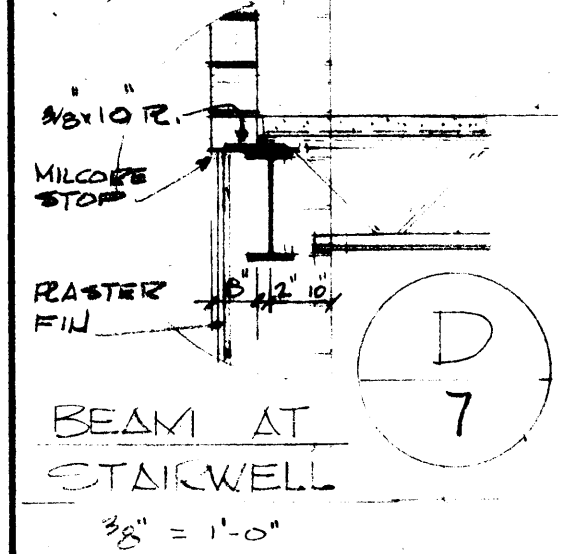 3/8"x10" PL.
MILCORE
STOP
PLASTER
FIN
8" 2" 10"
D
7
BEAM AT
STAIRWELL
3/8" = 1'-0"